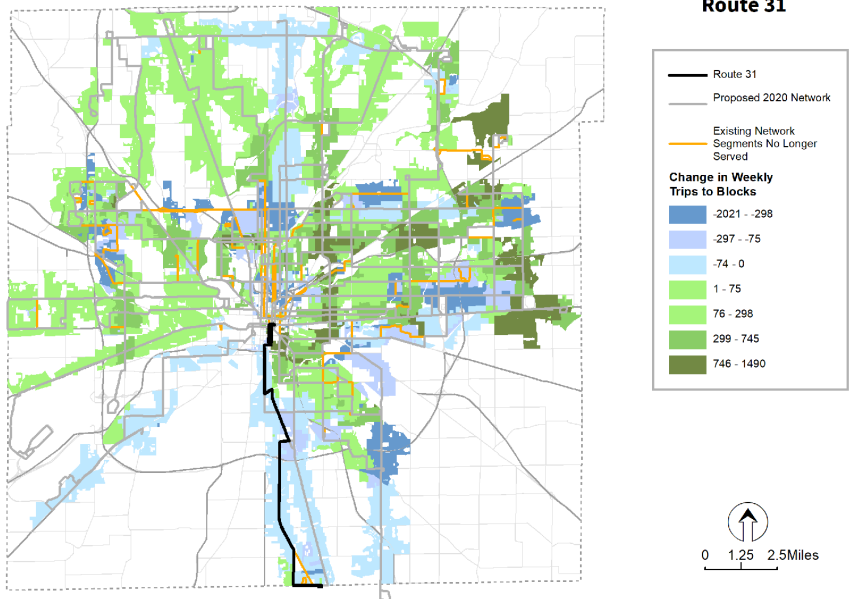 Route 31
Route 31
Proposed 2020 Network
Existing Network
Segments No Longer
Served
Change in Weekly
Trips to Blocks
-2021 - -298
-297 - -75
-74 - 0
1 - 75
76 - 298
299 - 745
746 - 1490
0 1.25 2.5Miles